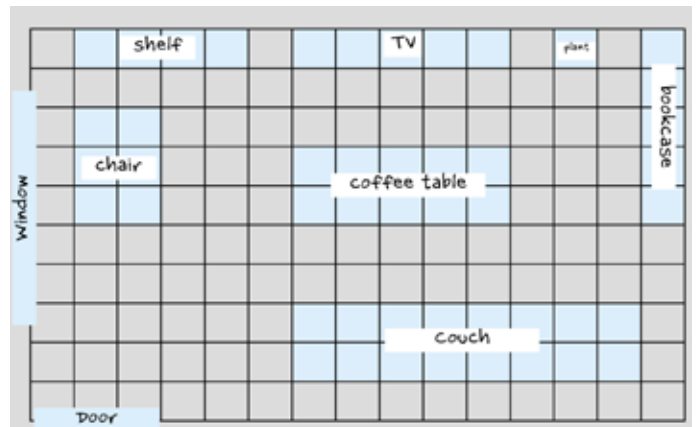 shelf
TV
plant
bookcase
chair
coffee table
Window
couch
Door